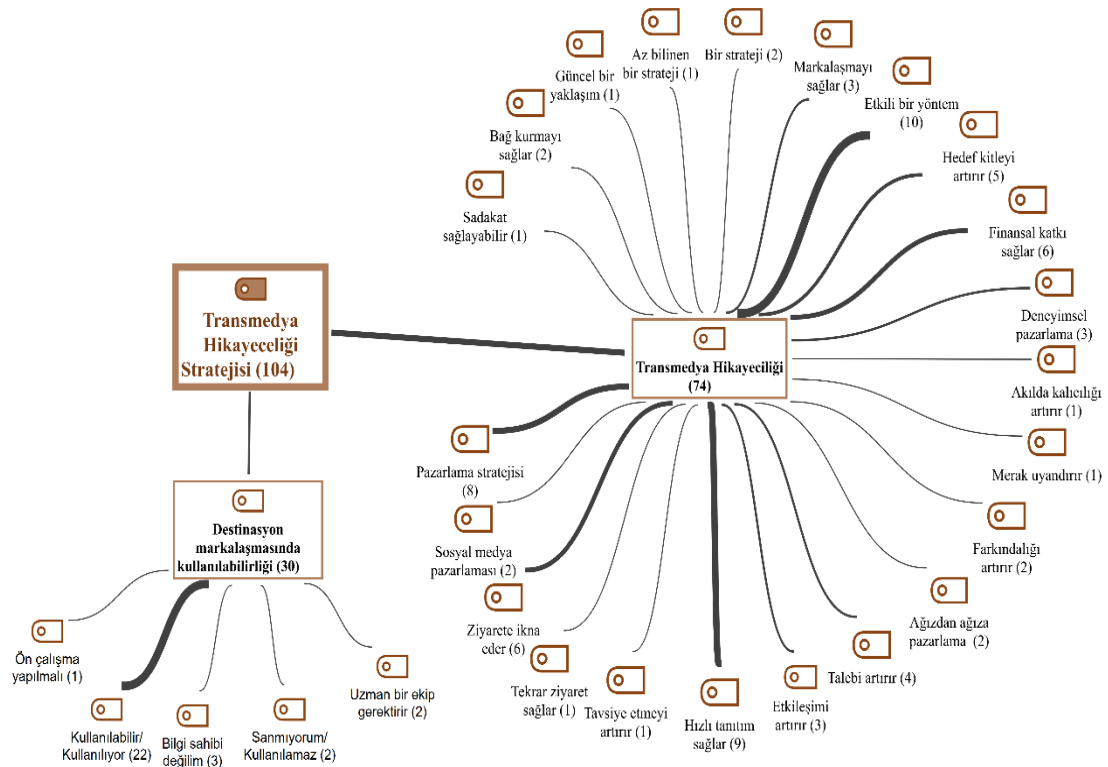 Az bilinen
bir strateji (1)
Bir strateji (2)
Markalaşmayı
sağlar (3)
Güncel bir
yaklaşım (1)
Etkili bir yöntem
(10)
Bağ kurmayı
sağlar (2)
Hedef kitleyi
artırır (5)
Sadakat
sağlayabilir (1)
Finansal katkı
sağlar (6)
Transmedya
Hikayeceliği
Stratejisi (104)
Deneyimsel
pazarlama (3)
Transmedya Hikayeciliği
(74)
Akılda kalıcılığı
artırır (1)
Merak uyandırır (1)
Pazarlama stratejisi
(8)
Destinasyon
markalaşmasında
kullanılabilirliği (30)
Sosyal medya
pazarlaması (2)
Farkındalığı
artırır (2)
Ziyarete ikna
eder (6)
Ağızdan ağıza
pazarlama (2)
Ön çalışma
yapılmalı (1)
Talebi artırır (4)
Tekrar ziyaret
sağlar (1)
Tavsiye etmeyi
artırır (1)
Hızlı tanıtım
sağlar (9)
Etkileşimi
artırır (3)
Uzman bir ekip
gerektirir (2)
Kullanılabilir/
Kullanılıyor (22)
Bilgi sahibi
değilim (3)
Sanmıyorum/
Kullanılamaz (2)